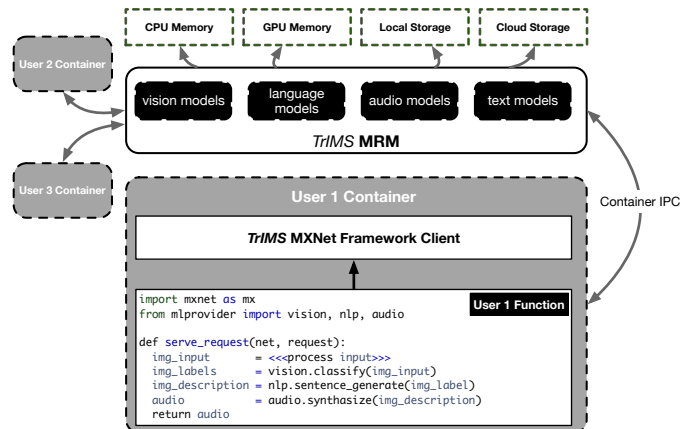 CPU Memory
GPU Memory
Local Storage
Cloud Storage
User 2 Container
vision models
language
models
audio models
text models
TrIMS MRM
User 3 Container
User 1 Container
Container IPC
TrIMS MXNet Framework Client
User 1 Function
import mxnet as mx
from mlprovider import vision, nlp, audio
def serve_request(net, request):
img_input = <<<process input>>>
img_labels = vision.classify(img_input)
img_description = nlp.sentence_generate(img_label)
audio = audio.synthasize(img_description)
return audio